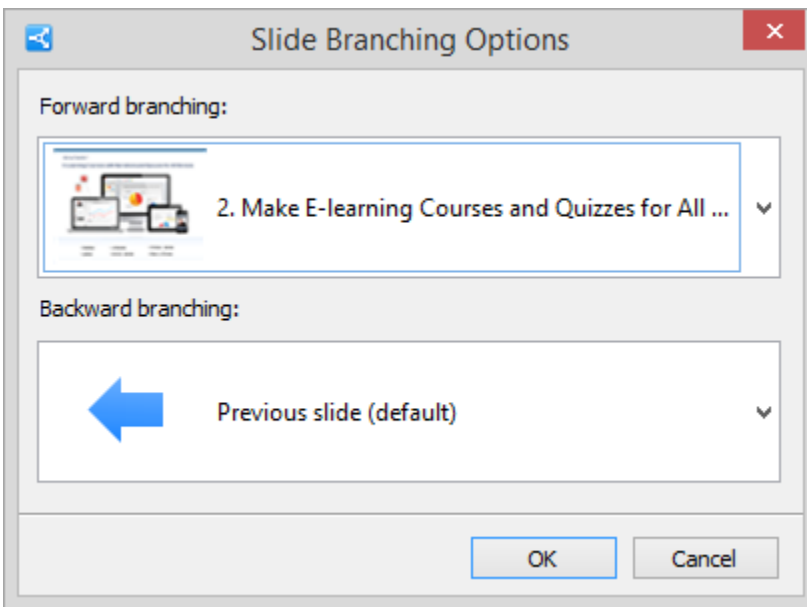 Slide Branching Options
Forward branching:
2. Make E-learning Courses and Quizzes for All ...
Backward branching:
Previous slide (default)
OK Cancel